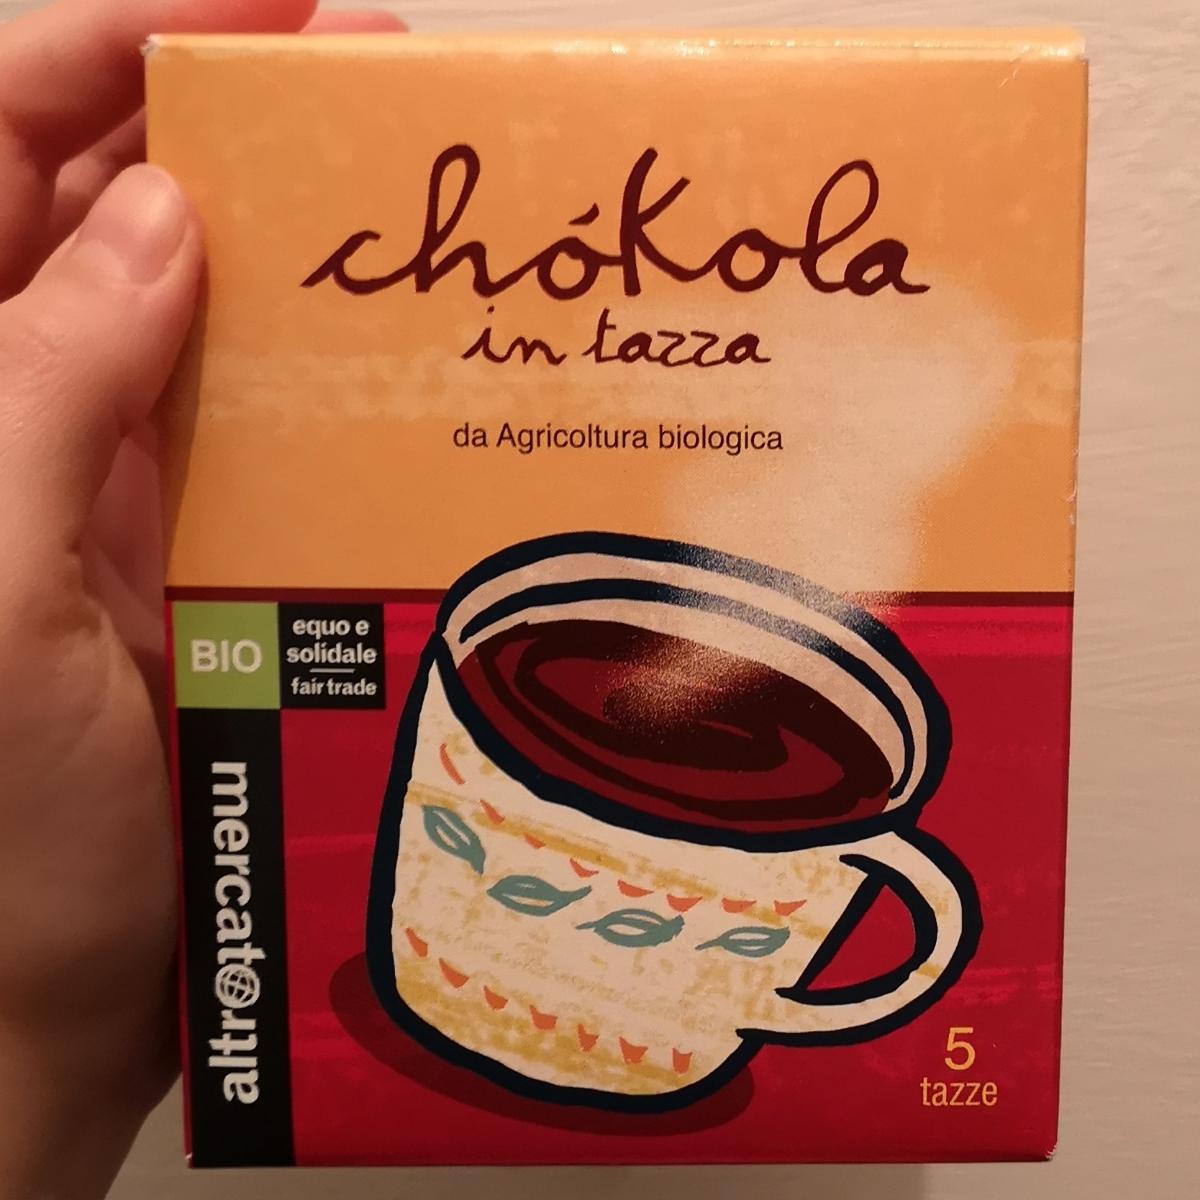 chóKola
in tazza
da Agricoltura biologica
BIO
equo e
solidale
fair trade
altromercato
5
tazze